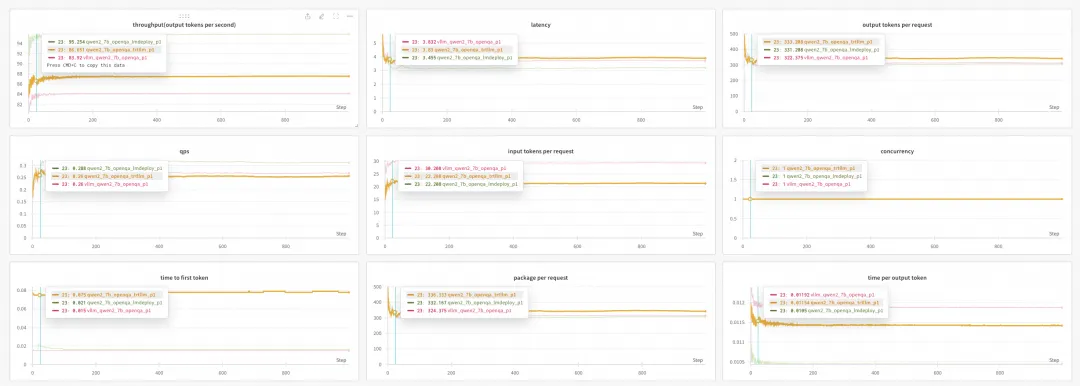 throughput(output tokens per second)
94
92
90
88
86
84
82
23: 95.254 qwen2_7b_openqa_lmdeploy_p1
23: 86.651 qwen2_7b_openqa_trtllm_p1
23: 83.92 vllm_qwen2_7b_openqa_p1
Press CMD+C to copy this data
Step
0
200
400
600
800
latency
5
4
3
2
1
0
23: 3.832 vllm_qwen2_7b_openqa_p1
23: 3.83 qwen2_7b_openqa_trtllm_p1
23: 3.455 qwen2_7b_openqa_lmdeploy_p1
Step
0
200
400
600
800
output tokens per request
500
400
300
200
100
0
23: 333.208 qwen2_7b_openqa_trtllm_p1
23: 331.208 qwen2_7b_openqa_lmdeploy_p1
23: 322.375 vllm_qwen2_7b_openqa_p1
Step
0
200
400
600
800
qps
0.3
0.25
0.2
0.15
0.1
0.05
0
23: 0.288 qwen2_7b_openqa_lmdeploy_p1
23: 0.26 qwen2_7b_openqa_trtllm_p1
23: 0.26 vllm_qwen2_7b_openqa_p1
Step
0
200
400
600
800
input tokens per request
30
25
20
15
10
5
0
23: 30.208 vllm_qwen2_7b_openqa_p1
23: 22.208 qwen2_7b_openqa_trtllm_p1
23: 22.208 qwen2_7b_openqa_lmdeploy_p1
Step
0
200
400
600
800
concurrency
2
1.5
1
0.5
0
23: 1 qwen2_7b_openqa_trtllm_p1
23: 1 qwen2_7b_openqa_lmdeploy_p1
23: 1 vllm_qwen2_7b_openqa_p1
Step
0
200
400
600
800
time to first token
0.08
0.06
0.04
0.02
0
23: 0.075 qwen2_7b_openqa_trtllm_p1
23: 0.021 qwen2_7b_openqa_lmdeploy_p1
23: 0.015 vllm_qwen2_7b_openqa_p1
Step
0
200
400
600
800
package per request
500
400
300
200
100
0
23: 336.333 qwen2_7b_openqa_trtllm_p1
23: 332.167 qwen2_7b_openqa_lmdeploy_p1
23: 324.375 vllm_qwen2_7b_openqa_p1
Step
0
200
400
600
800
time per output token
0.012
0.0115
0.011
0.0105
23: 0.01192 vllm_qwen2_7b_openqa_p1
23: 0.01154 qwen2_7b_openqa_trtllm_p1
23: 0.0105 qwen2_7b_openqa_lmdeploy_p1
Step
0
200
400
600
800